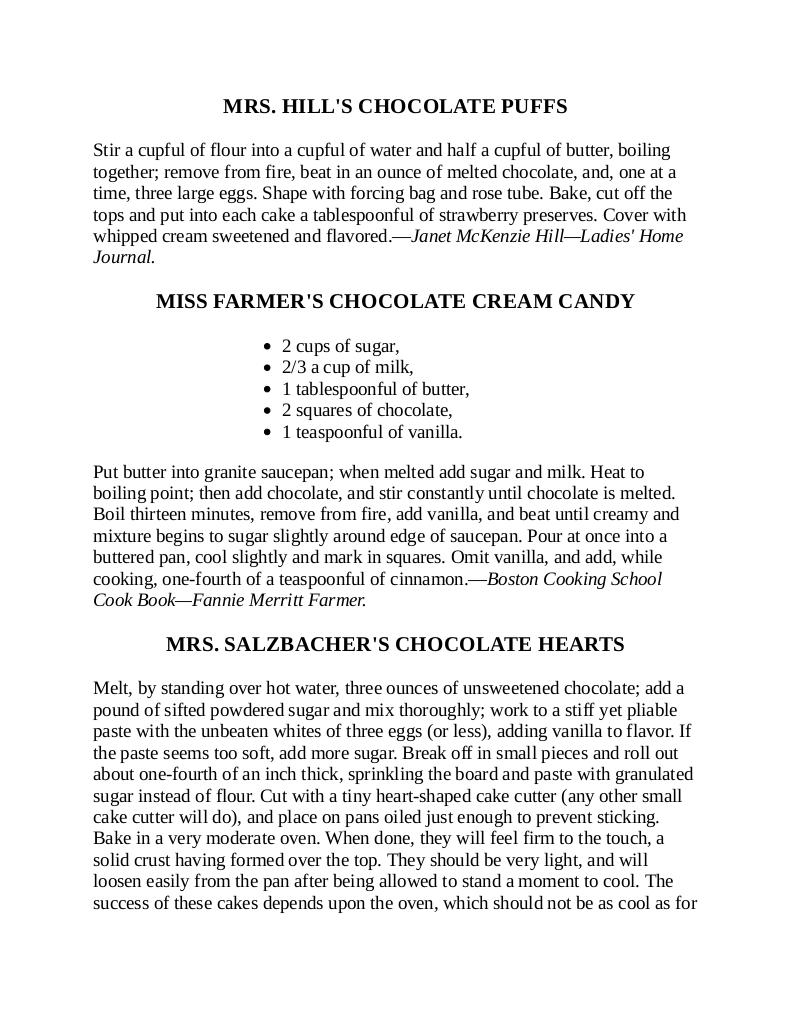 MRS. HILL'S CHOCOLATE PUFFS
Stir a cupful of flour into a cupful of water and half a cupful of butter, boiling
together; remove from fire, beat in an ounce of melted chocolate, and, one at a
time, three large eggs. Shape with forcing bag and rose tube. Bake, cut off the
tops and put into each cake a tablespoonful of strawberry preserves. Cover with
whipped cream sweetened and flavored.—Janet McKenzie Hill—Ladies' Home
Journal.
MISS FARMER'S CHOCOLATE CREAM CANDY
• 2 cups of sugar,
• 2/3 a cup of milk,
• 1 tablespoonful of butter,
• 2 squares of chocolate,
• 1 teaspoonful of vanilla.
Put butter into granite saucepan; when melted add sugar and milk. Heat to
boiling point; then add chocolate, and stir constantly until chocolate is melted.
Boil thirteen minutes, remove from fire, add vanilla, and beat until creamy and
mixture begins to sugar slightly around edge of saucepan. Pour at once into a
buttered pan, cool slightly and mark in squares. Omit vanilla, and add, while
cooking, one-fourth of a teaspoonful of cinnamon.—Boston Cooking School
Cook Book—Fannie Merritt Farmer.
MRS. SALZBACHER'S CHOCOLATE HEARTS
Melt, by standing over hot water, three ounces of unsweetened chocolate; add a
pound of sifted powdered sugar and mix thoroughly; work to a stiff yet pliable
paste with the unbeaten whites of three eggs (or less), adding vanilla to flavor. If
the paste seems too soft, add more sugar. Break off in small pieces and roll out
about one-fourth of an inch thick, sprinkling the board and paste with granulated
sugar instead of flour. Cut with a tiny heart-shaped cake cutter (any other small
cake cutter will do), and place on pans oiled just enough to prevent sticking.
Bake in a very moderate oven. When done, they will feel firm to the touch, a
solid crust having formed over the top. They should be very light, and will
loosen easily from the pan after being allowed to stand a moment to cool. The
success of these cakes depends upon the oven, which should not be as cool as for